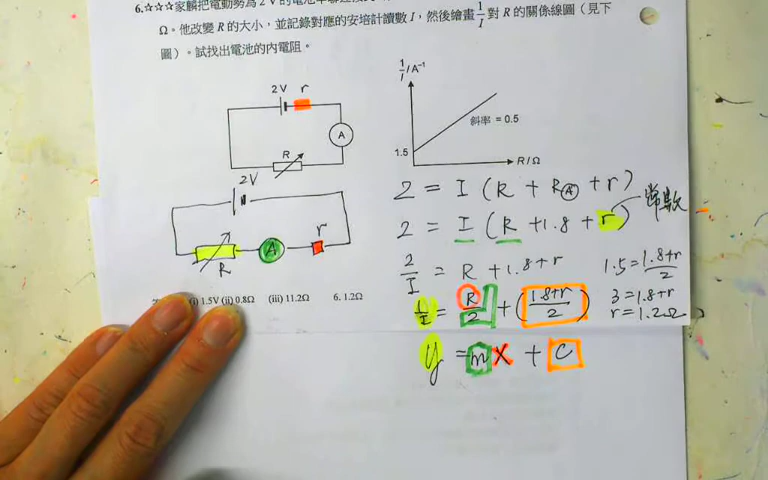 6.☆☆☆家麟把電動勢為 2 V 的電池
Ω。他改變 R 的大小，並記錄對應的安培計讀數 I，然後繪畫 1/I 對 R 的關係線圖（見下
圖）。試找出電池的內電阻。
2V r
A
R
1/I /A⁻¹
斜率 = 0.5
1.5
R/Ω
2V
R
A
r
2 = I (R + RⒶ + r)
2 = I (R + 1.8 + r) 常數
2/I = R + 1.8 + r
1/I = R/2 + (1.8+r/2)
y = mx + c
1.5 = 1.8+r/2
3 = 1.8+r
r = 1.2Ω
(i) 1.5V (ii) 0.8Ω (iii) 11.2Ω 6. 1.2Ω